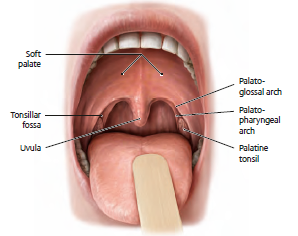 Soft
palate
Tonsillar
fossa
Uvula
Palato-
glossal arch
Palato-
pharyngeal
arch
Palatine
tonsil